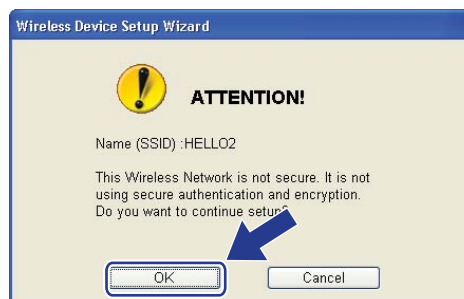 Wireless Device Setup Wizard
ATTENTION!
Name (SSID) :HELLO2
This Wireless Network is not secure. It is not
using secure authentication and encryption.
Do you want to continue setup?
OK
Cancel